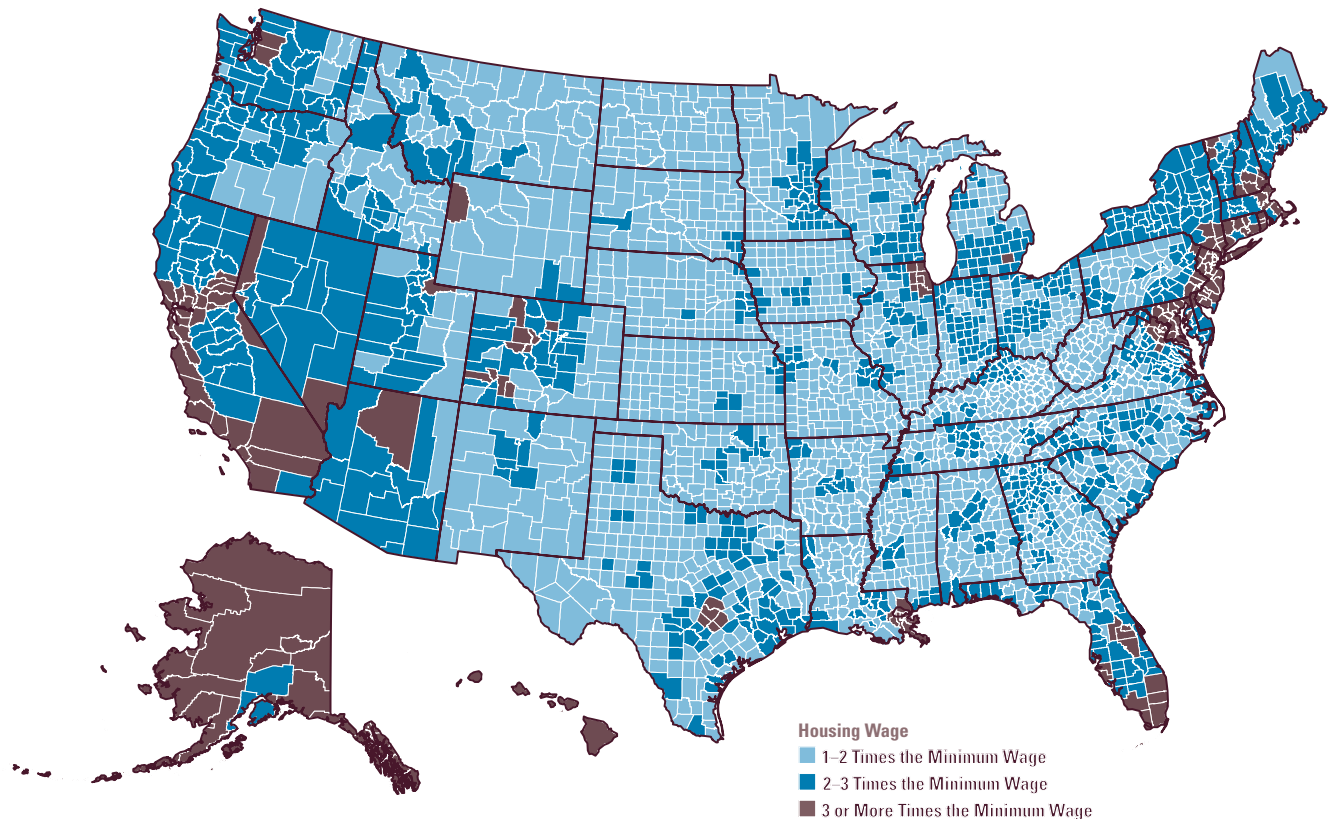 Housing Wage
1–2 Times the Minimum Wage
2–3 Times the Minimum Wage
3 or More Times the Minimum Wage